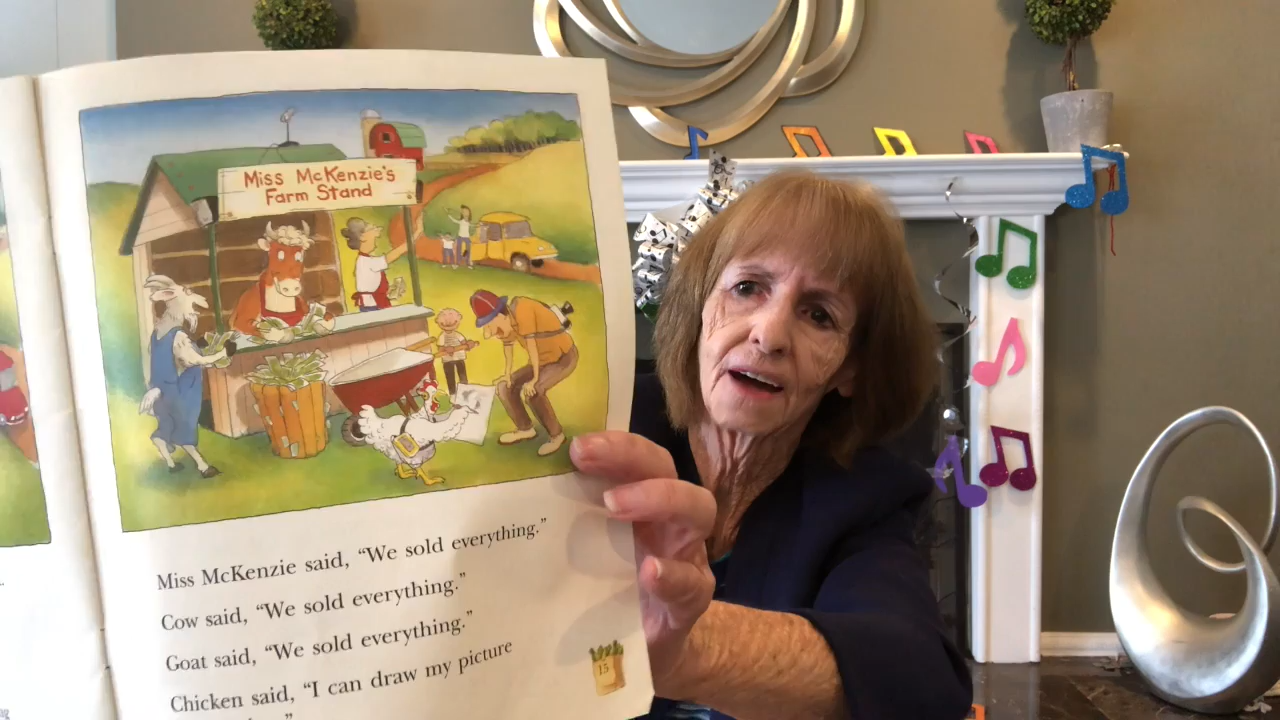 Miss McKenzie's
Farm Stand
Miss McKenzie said, “We sold everything.”
Cow said, “We sold everything.”
Goat said, “We sold everything.”
Chicken said, “I can draw my picture
15